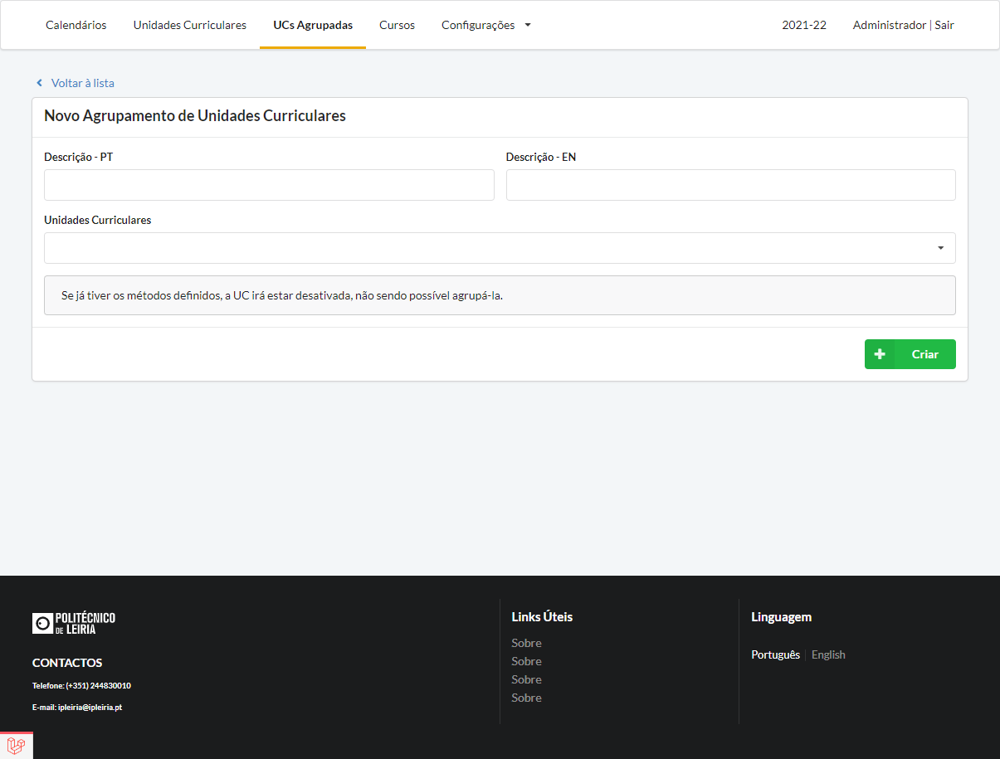 Calendários Unidades Curriculares UCs Agrupadas Cursos Configurações 2021-22 Administrador | Sair
Voltar à lista
Novo Agrupamento de Unidades Curriculares
Descrição - PT Descrição - EN
Unidades Curriculares
Se já tiver os métodos definidos, a UC irá estar desativada, não sendo possível agrupá-la.
Criar
POLITÉCNICO
DE LEIRIA
CONTACTOS
Telefone: (+351) 244830010
E-mail: ipleiria@ipleiria.pt
Links Úteis
Sobre
Sobre
Sobre
Sobre
Linguagem
Português English